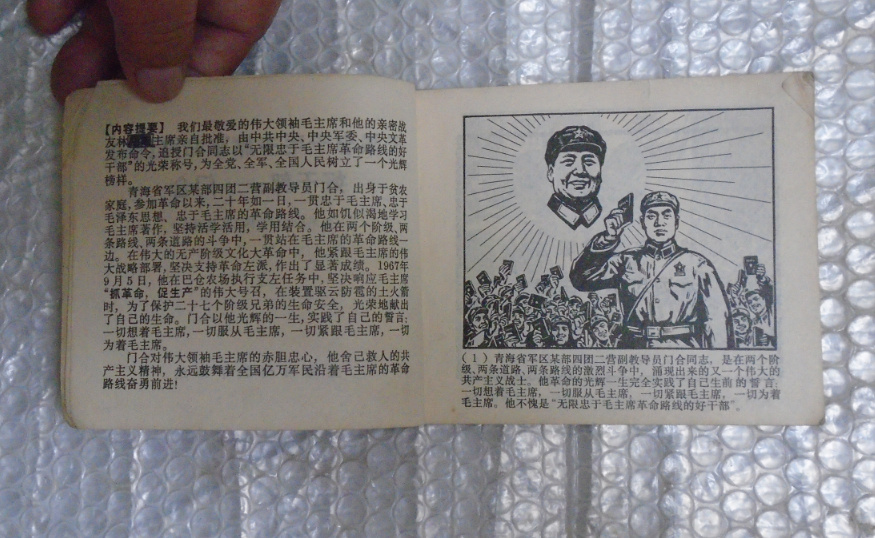 【内容提要】 我们最敬爱的伟大领袖毛主席和他的亲密战
友林主席亲自批准，由中共中央、中央军委、中央文革
发布命令，追授门合同志以“无限忠于毛主席革命路线的好
干部”的光荣称号，为全党、全军、全国人民树立了一个光辉
榜样。
青海省军区某部四团二营副教导员门合，出身于贫农
家庭，参加革命以来，二十年如一日，一贯忠于毛主席、忠于
毛泽东思想、忠于毛主席的革命路线。他如饥似渴地学习
毛主席著作，坚持活学活用，学用结合。他在两个阶级、两
条路线、两条道路的斗争中，一贯站在毛主席的革命路线一
边。在伟大的无产阶级文化大革命中，他紧跟毛主席的伟
大战略部署，坚决支持革命左派，作出了显著成绩。1967年
9月5日，他在巴仓农场执行支左任务中，坚决响应毛主席
“抓革命，促生产”的伟大号召，在装置驱云防雹的土火箭
时，为了保护二十七个阶级兄弟的生命安全，光荣地献出
了自己的生命。门合以他光辉的一生，实践了自己的誓言：
一切想着毛主席，一切服从毛主席，一切紧跟毛主席，一切
为着毛主席。
门合对伟大领袖毛主席的赤胆忠心，他舍己救人的共
产主义精神，永远鼓舞着全国亿万军民沿着毛主席的革命
路线奋勇前进！
（1）青海省军区某部四团二营副教导员门合同志，是在两个阶
级、两条道路、两条路线的激烈斗争中，涌现出来的又一个伟大的
共产主义战士。他革命的光辉一生完全实践了自己生前的誓言：
一切想着毛主席，一切服从毛主席，一切紧跟毛主席，一切为着
毛主席。他不愧是“无限忠于毛主席革命路线的好干部”。